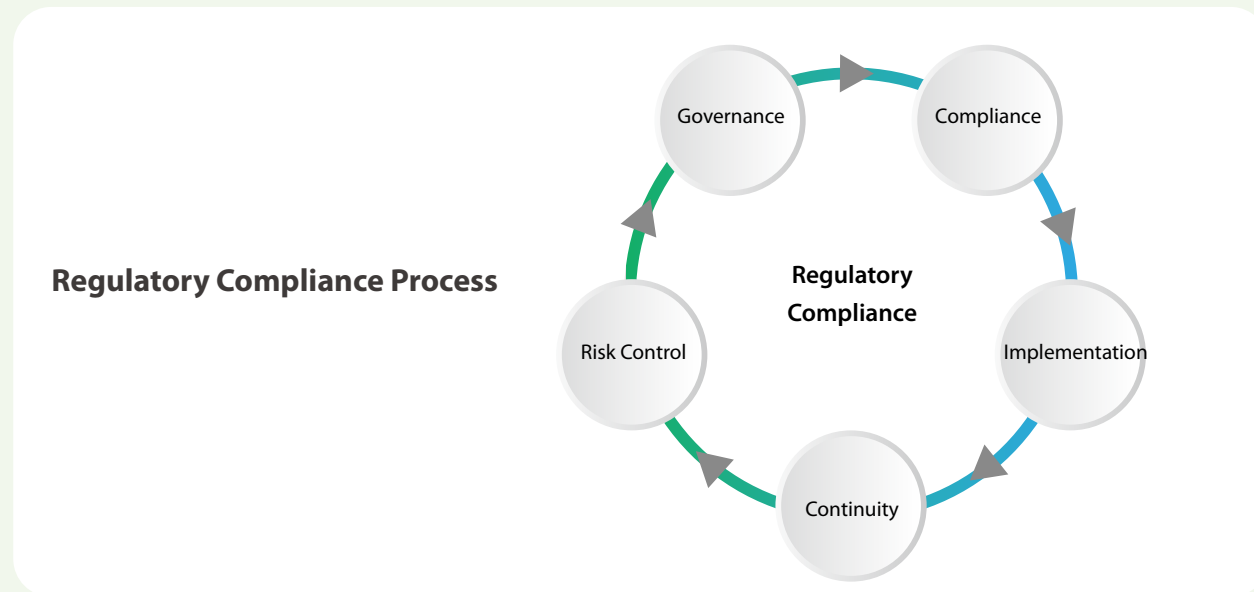 Regulatory Compliance Process
Governance
Compliance
Regulatory
Compliance
Risk Control
Implementation
Continuity